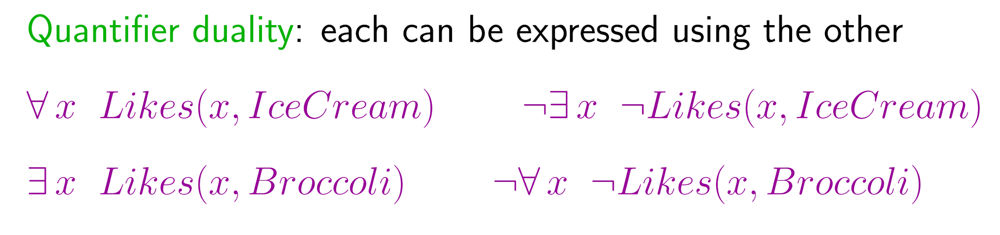 Quantifier duality: each can be expressed using the other
∀ x Likes(x, IceCream) ¬∃ x ¬Likes(x, IceCream)
∃ x Likes(x, Broccoli) ¬∀ x ¬Likes(x, Broccoli)